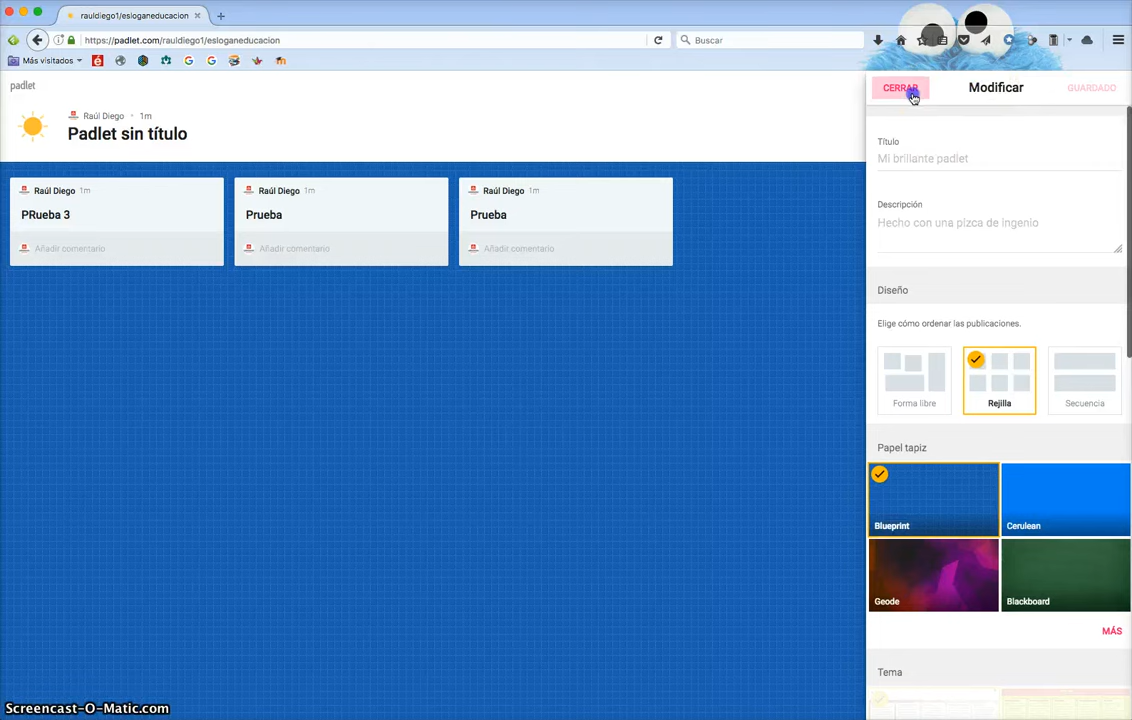 rauldiego1/esloganeducacion
https://padlet.com/rauldiego1/esloganeducacion
Buscar
Más visitados
padlet
Raúl Diego • 1m
Padlet sin título
CERRAR
Modificar
GUARDADO
Raúl Diego 1m
PRueba 3
Añadir comentario
Raúl Diego 1m
Prueba
Añadir comentario
Raúl Diego 1m
Prueba
Añadir comentario
Título
Mi brillante padlet
Descripción
Hecho con una pizca de ingenio
Diseño
Elige cómo ordenar las publicaciones.
Forma libre
Rejilla
Secuencia
Papel tapiz
Blueprint
Cerulean
Geode
Blackboard
MÁS
Tema
Screencast-O-Matic.com